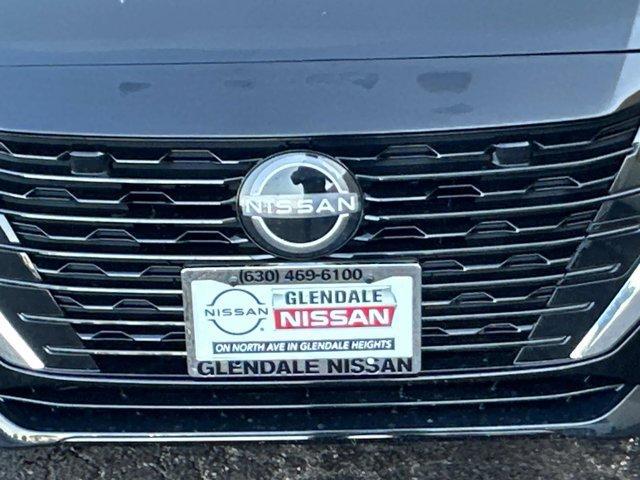 NISSAN
(630) 469-6100
NISSAN
GLENDALE
NISSAN
ON NORTH AVE IN GLENDALE HEIGHTS
GLENDALE NISSAN